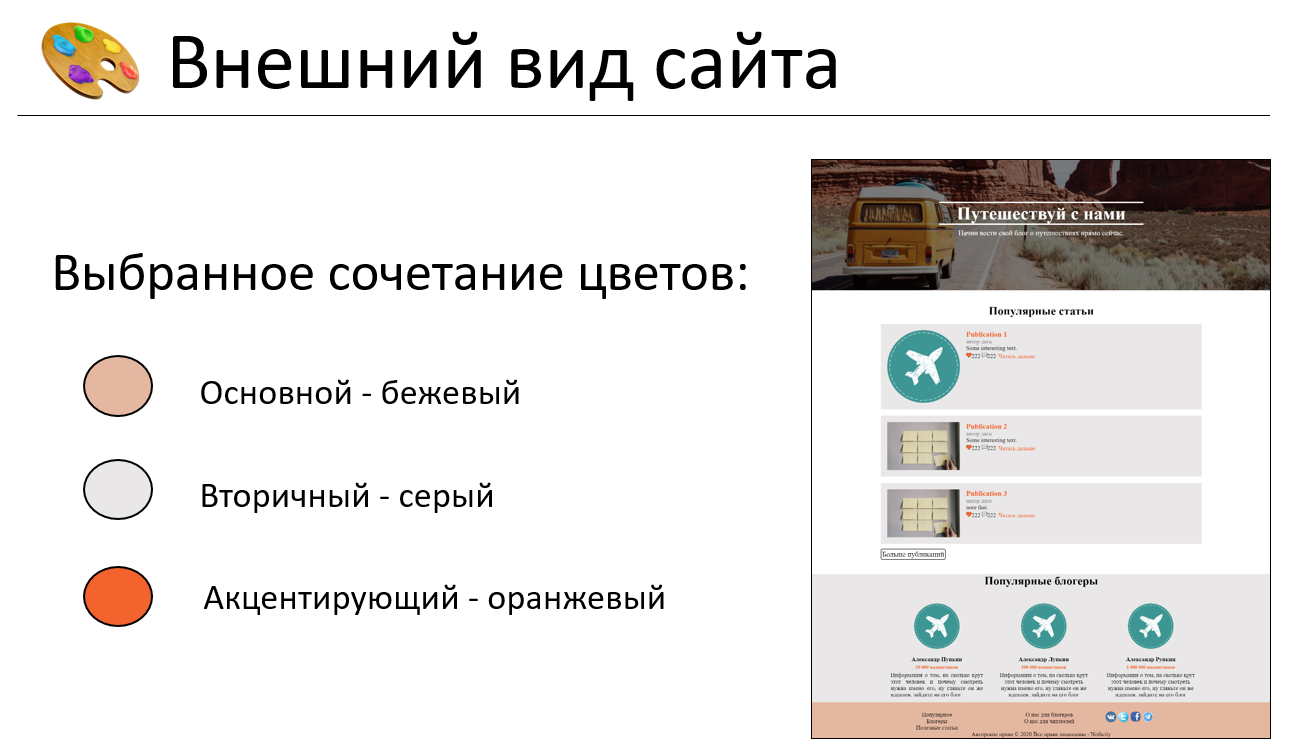 Внешний вид сайта
Выбранное сочетание цветов:
Основной - бежевый
Вторичный - серый
Акцентирующий - оранжевый
Путешествуй с нами
Начни вести свой блог о путешествиях прямо сейчас.
Популярные статьи
Publication 1
автор дата
Some interesting text.
222 222 Читать дальше
Publication 2
автор дата
Some interesting text.
222 222 Читать дальше
Publication 3
автор дата
more that.
222 222 Читать дальше
Больше публикаций
Популярные блогеры
Александр Пупкин
20 000 подписчиков
Информация о том, на сколько крут
этот человек и почему смотреть
нужно имено его, ну гляньте он же
идеален, зайдите на его блог
Александр Лупкин
200 000 подписчиков
Информация о том, на сколько крут
этот человек и почему смотреть
нужно имено его, ну гляньте он же
идеален, зайдите на его блог
Александр Рупкин
2 000 000 подписчиков
Информация о том, на сколько крут
этот человек и почему смотреть
нужно имено его, ну гляньте он же
идеален, зайдите на его блог
Популярное
Блогеры
Полезные статьи
О нас для блогеров
О нас для читателей
Авторские права © 2020 Все права защищены -